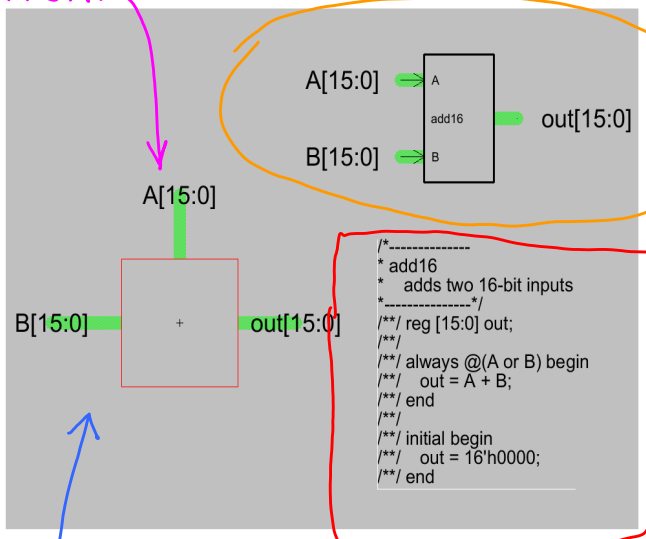 A[15:0]
A
add16
out[15:0]
B[15:0]
B
A[15:0]
B[15:0]
out[15:0]
/*--------------
* add16
*    adds two 16-bit inputs
*---------------*/
/**/ reg [15:0] out;
/**/
/**/ always @(A or B) begin
/**/    out = A + B;
/**/ end
/**/
/**/ initial begin
/**/    out = 16'h0000;
/**/ end